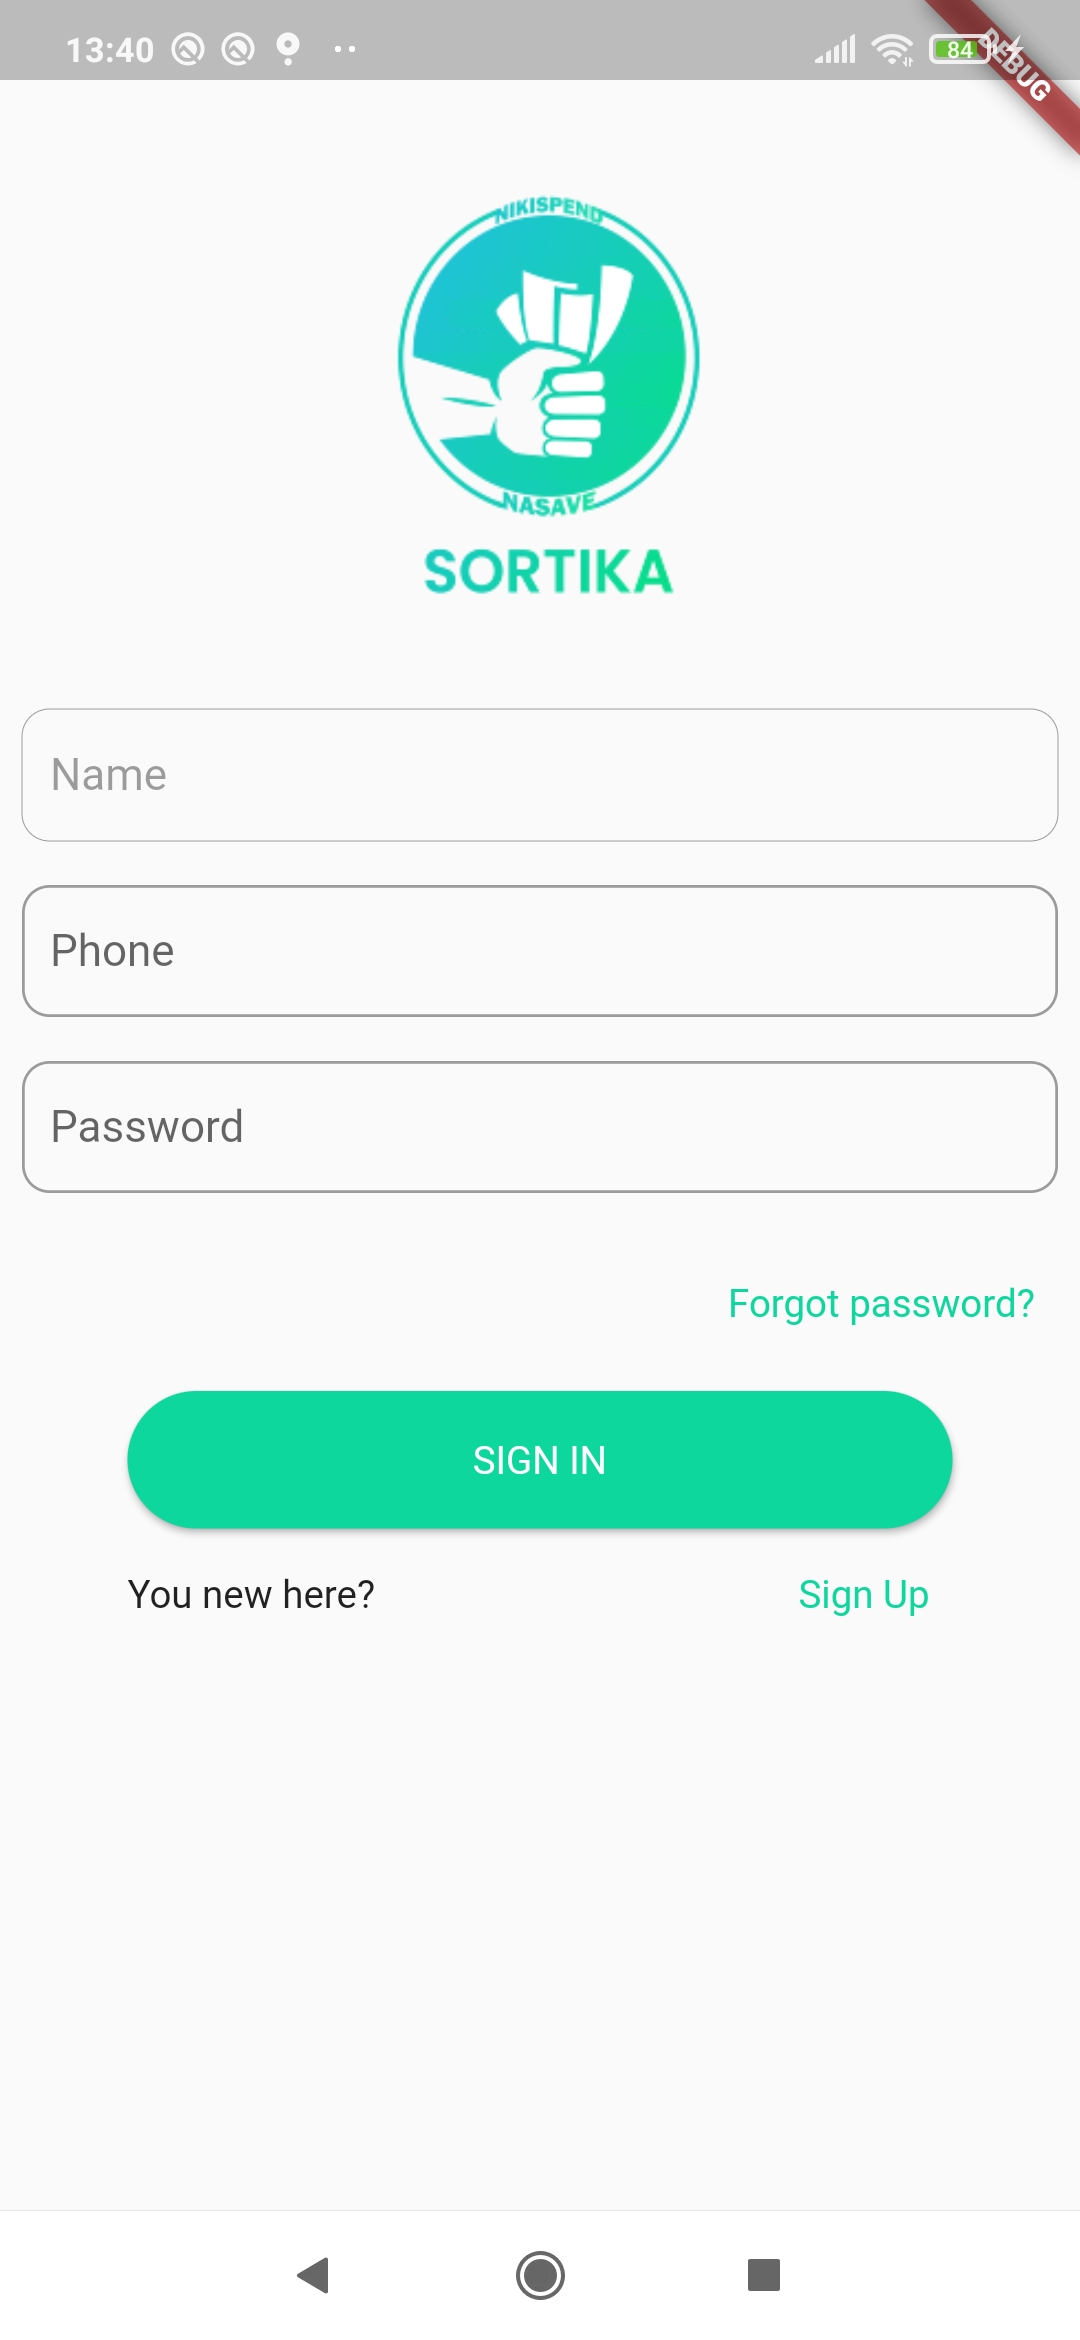 13:40
84
DEBUG
NIKISPEND
NASAVE
SORTIKA
Name
Phone
Password
Forgot password?
SIGN IN
You new here?
Sign Up